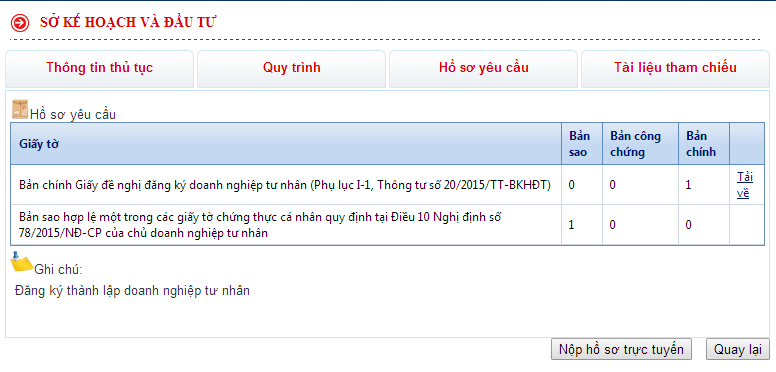 SỞ KẾ HOẠCH VÀ ĐẦU TƯ
Thông tin thủ tục
Quy trình
Hồ sơ yêu cầu
Tài liệu tham chiếu
Hồ sơ yêu cầu
Giấy tờ
Bản sao
Bản công chứng
Bản chính
Bản chính Giấy đề nghị đăng ký doanh nghiệp tư nhân (Phụ lục I-1, Thông tư số 20/2015/TT-BKHĐT)
0
0
1
Tải về
Bản sao hợp lệ một trong các giấy tờ chứng thực cá nhân quy định tại Điều 10 Nghị định số
78/2015/NĐ-CP của chủ doanh nghiệp tư nhân
1
0
0
Ghi chú:
Đăng ký thành lập doanh nghiệp tư nhân
Nộp hồ sơ trực tuyến
Quay lại